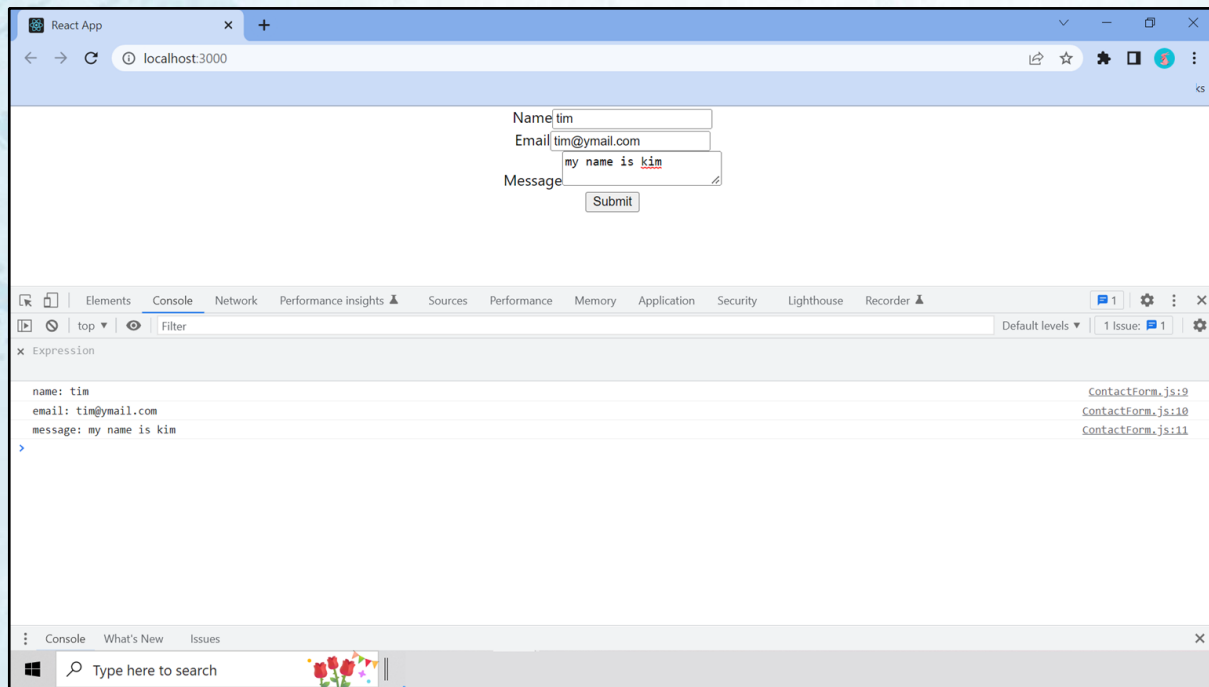 React App
localhost:3000
ks
Name tim
Email tim@ymail.com
my name is kim
Message
Submit
Elements Console Network Performance insights Sources Performance Memory Application Security Lighthouse Recorder 1
top Filter Default levels 1 Issue: 1
Expression
name: tim ContactForm.js:9
email: tim@ymail.com ContactForm.js:10
message: my name is kim ContactForm.js:11
Console What's New Issues
Type here to search